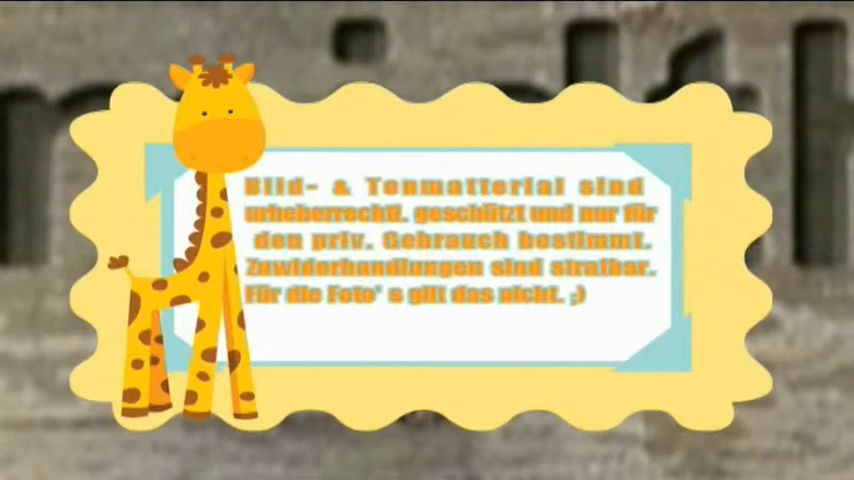 Bild- & Tonmatterial sind
urheberrechtl. geschützt und nur für
den priv. Gebrauch bestimmt.
Zuwiderhandlungen sind strafbar.
Für die Foto' s gilt das nicht. ;)